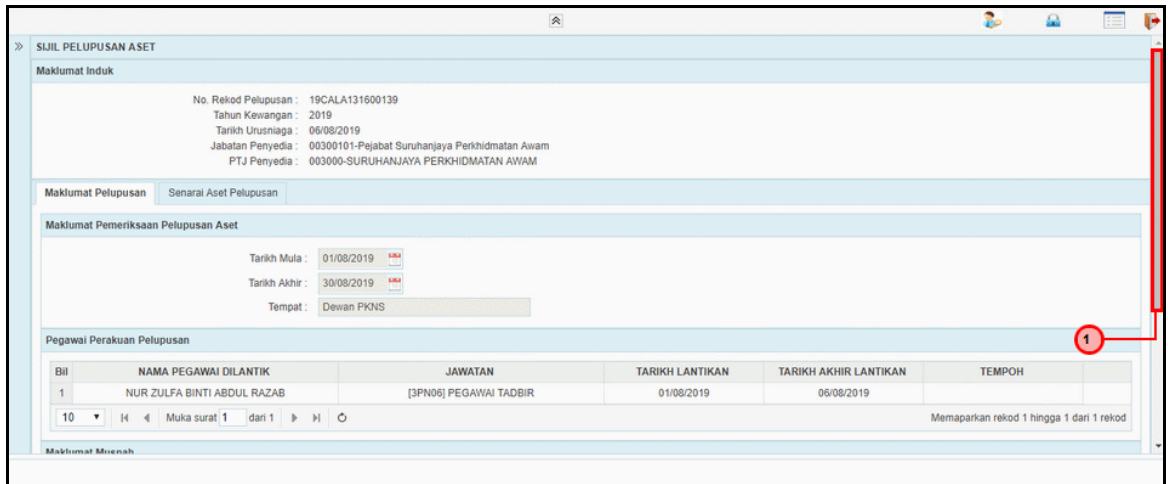 SIJIL PELUPUSAN ASET
Maklumat Induk
No. Rekod Pelupusan : 19CALA131600139
Tahun Kewangan : 2019
Tarikh Urusniaga : 06/08/2019
Jabatan Penyedia : 00300101-Pejabat Suruhanjaya Perkhidmatan Awam
PTJ Penyedia : 003000-SURUHANJAYA PERKHIDMATAN AWAM
Maklumat Pelupusan Senarai Aset Pelupusan
Maklumat Pemeriksaan Pelupusan Aset
Tarikh Mula : 01/08/2019
Tarikh Akhir : 30/08/2019
Tempat : Dewan PKNS
Pegawai Perakuan Pelupusan
1
Bil NAMA PEGAWAI DILANTIK JAWATAN TARIKH LANTIKAN TARIKH AKHIR LANTIKAN TEMPOH
1 NUR ZULFA BINTI ABDUL RAZAB [3PN06] PEGAWAI TADBIR 01/08/2019 06/08/2019
10 Muka surat 1 dari 1 Memaparkan rekod 1 hingga 1 dari 1 rekod
Maklumat Musnah